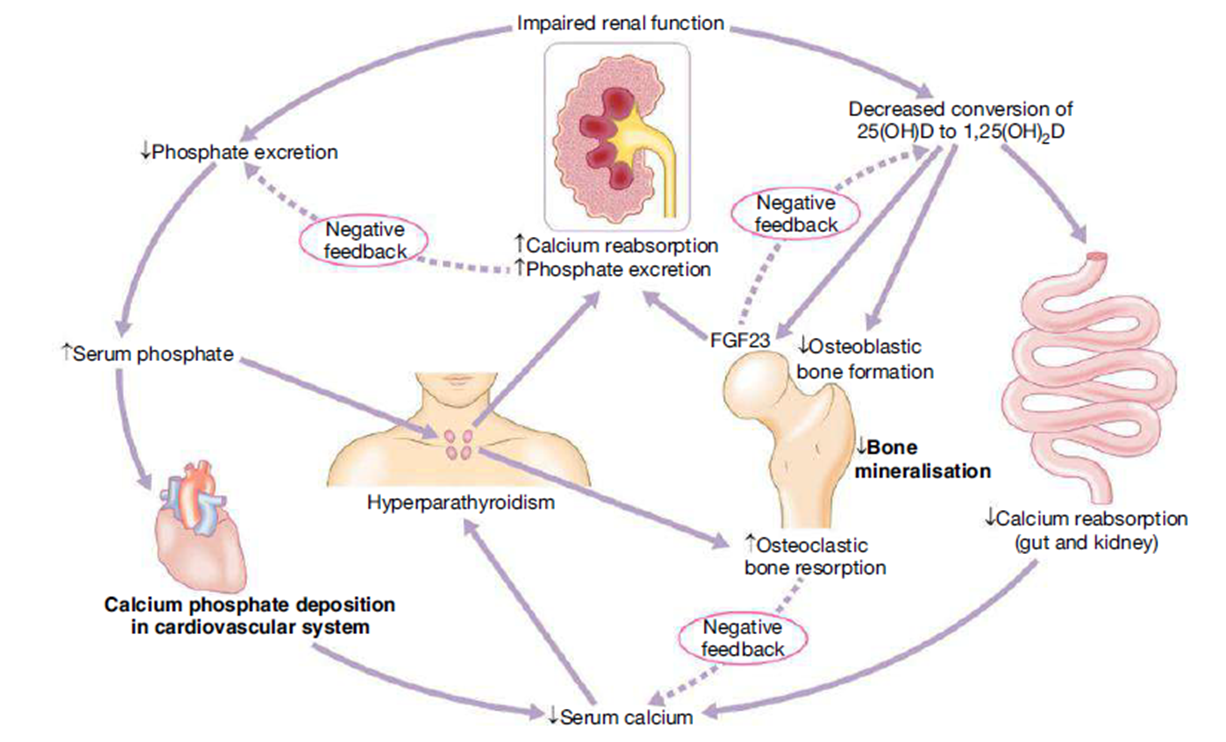 Impaired renal function
Decreased conversion of
25(OH)D to 1,25(OH)₂D
↓Phosphate excretion
Negative
feedback
Negative
feedback
↑Calcium reabsorption
↑Phosphate excretion
FGF23
↓Osteoblastic
bone formation
↑Serum phosphate
↓Bone
mineralisation
Hyperparathyroidism
↓Calcium reabsorption
(gut and kidney)
↑Osteoclastic
bone resorption
Calcium phosphate deposition
in cardiovascular system
Negative
feedback
↓Serum calcium